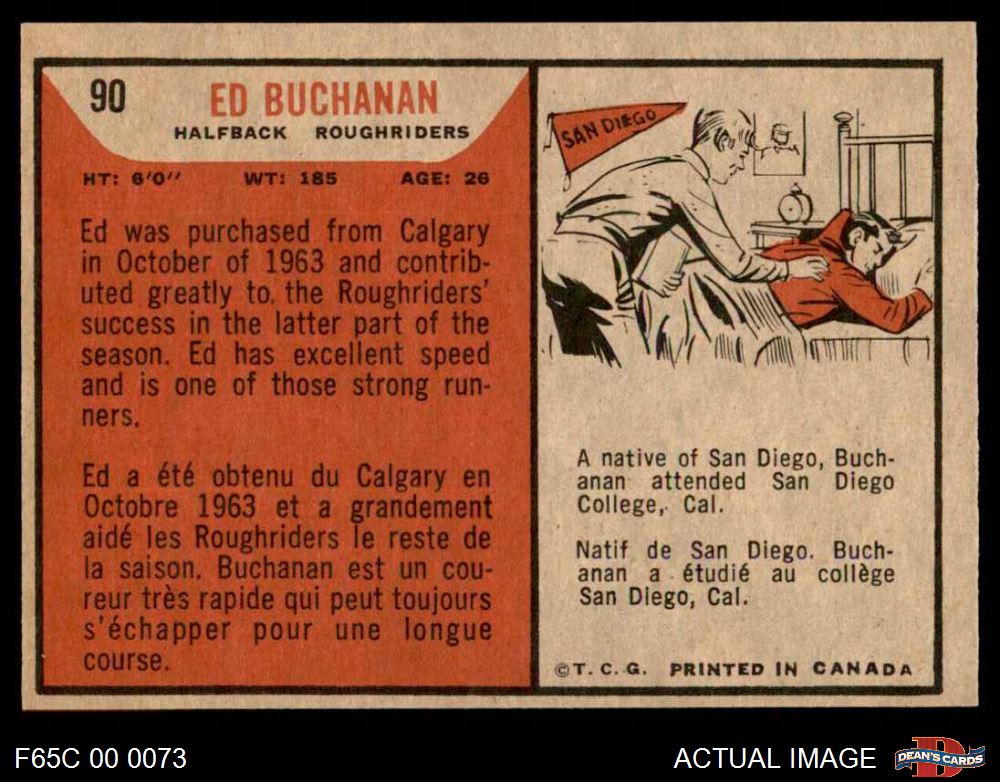 90
ED BUCHANAN
HALFBACK ROUGHRIDERS
HT: 6'0'' WT: 185 AGE: 26
Ed was purchased from Calgary
in October of 1963 and contrib-
uted greatly to. the Roughriders'
success in the latter part of the
season. Ed has excellent speed
and is one of those strong run-
ners.
Ed a été obtenu du Calgary en
Octobre 1963 et a grandement
aidé les Roughriders le reste de
la saison. Buchanan est un cou-
reur très rapide qui peut toujours
s'échapper pour une longue
course.
SAN DIEGO
A native of San Diego, Buch-
anan attended San Diego
College, Cal.
Natif de San Diego. Buch-
anan a étudié au collège
San Diego, Cal.
© T. C. G. PRINTED IN CANADA
F65C 00 0073
ACTUAL IMAGE
D
DEAN'S CARDS